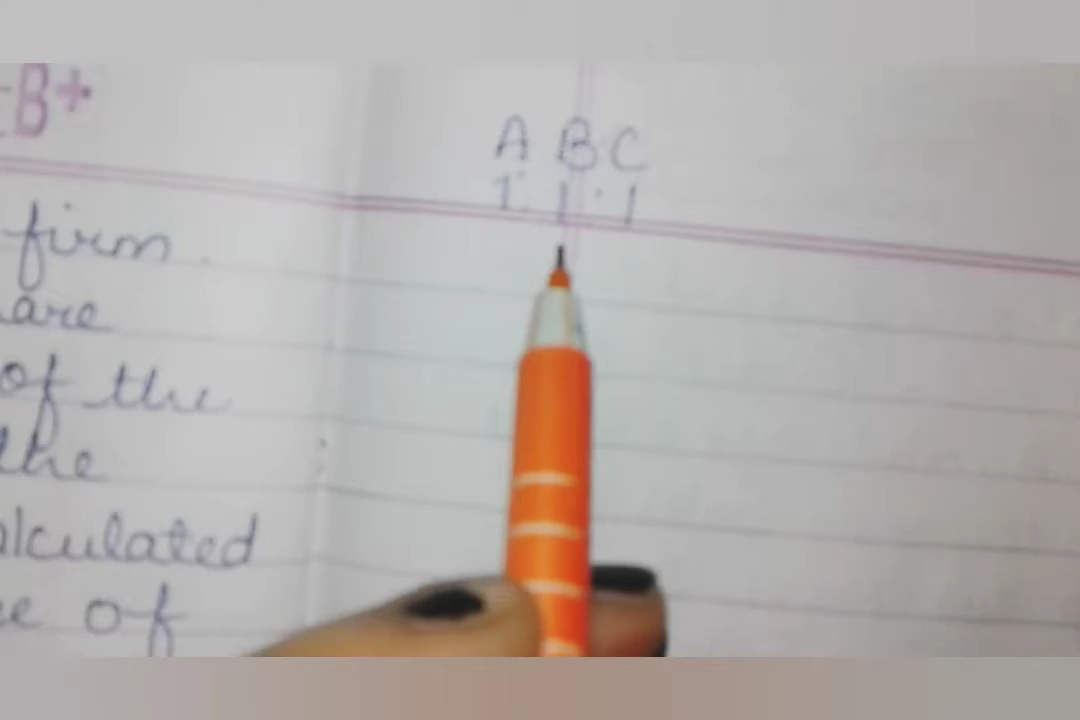 B+
A B C
1: 1 : 1
firm.
are
of the
the
alculated
of